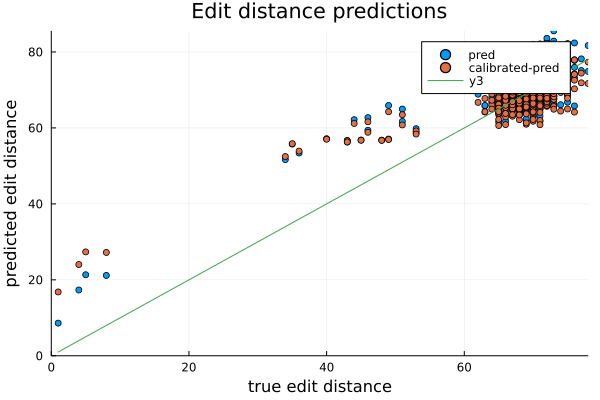 Edit distance predictions
80
60
40
20
0
predicted edit distance
pred
calibrated-pred
y3
0 20 40 60
true edit distance